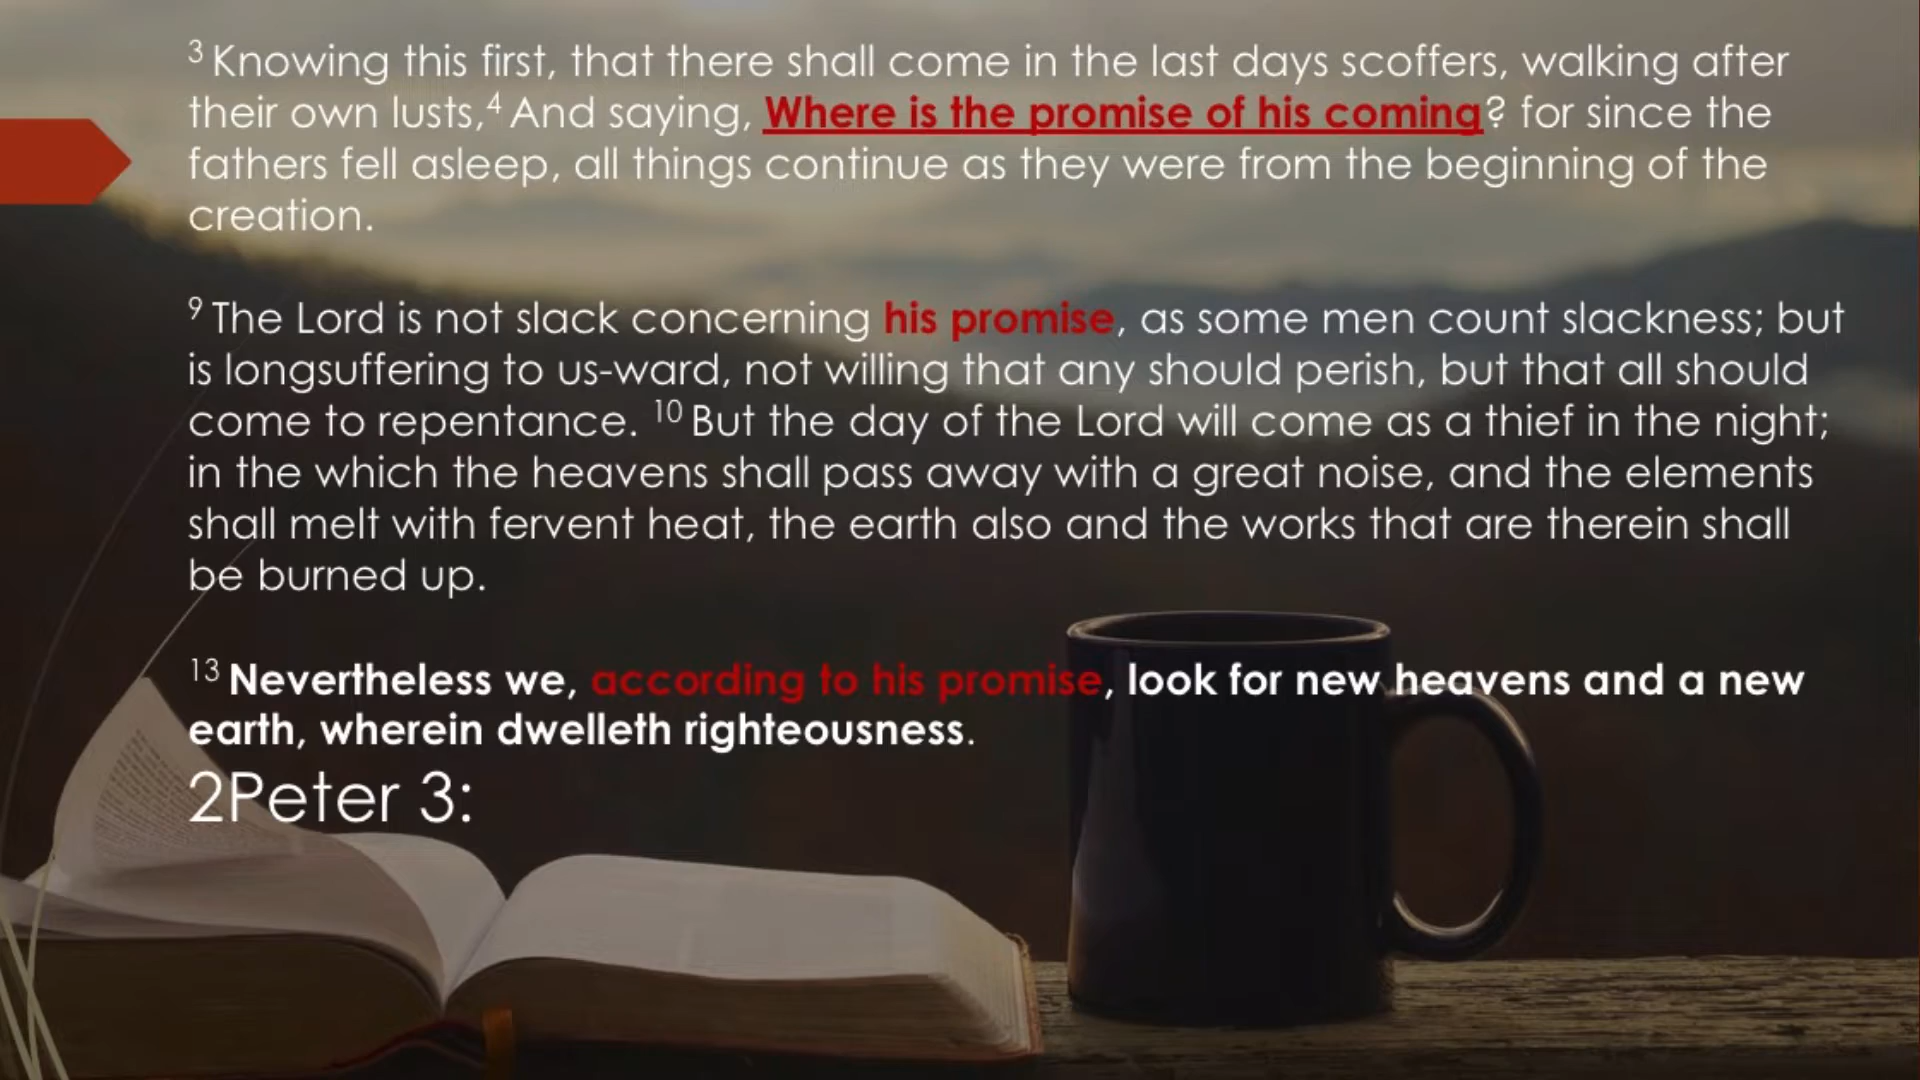 ³ Knowing this first, that there shall come in the last days scoffers, walking after
their own lusts,⁴ And saying, Where is the promise of his coming? for since the
fathers fell asleep, all things continue as they were from the beginning of the
creation.
⁹ The Lord is not slack concerning his promise, as some men count slackness; but
is longsuffering to us-ward, not willing that any should perish, but that all should
come to repentance. ¹⁰ But the day of the Lord will come as a thief in the night;
in the which the heavens shall pass away with a great noise, and the elements
shall melt with fervent heat, the earth also and the works that are therein shall
be burned up.
¹³ Nevertheless we, according to his promise, look for new heavens and a new
earth, wherein dwelleth righteousness.
2Peter 3: